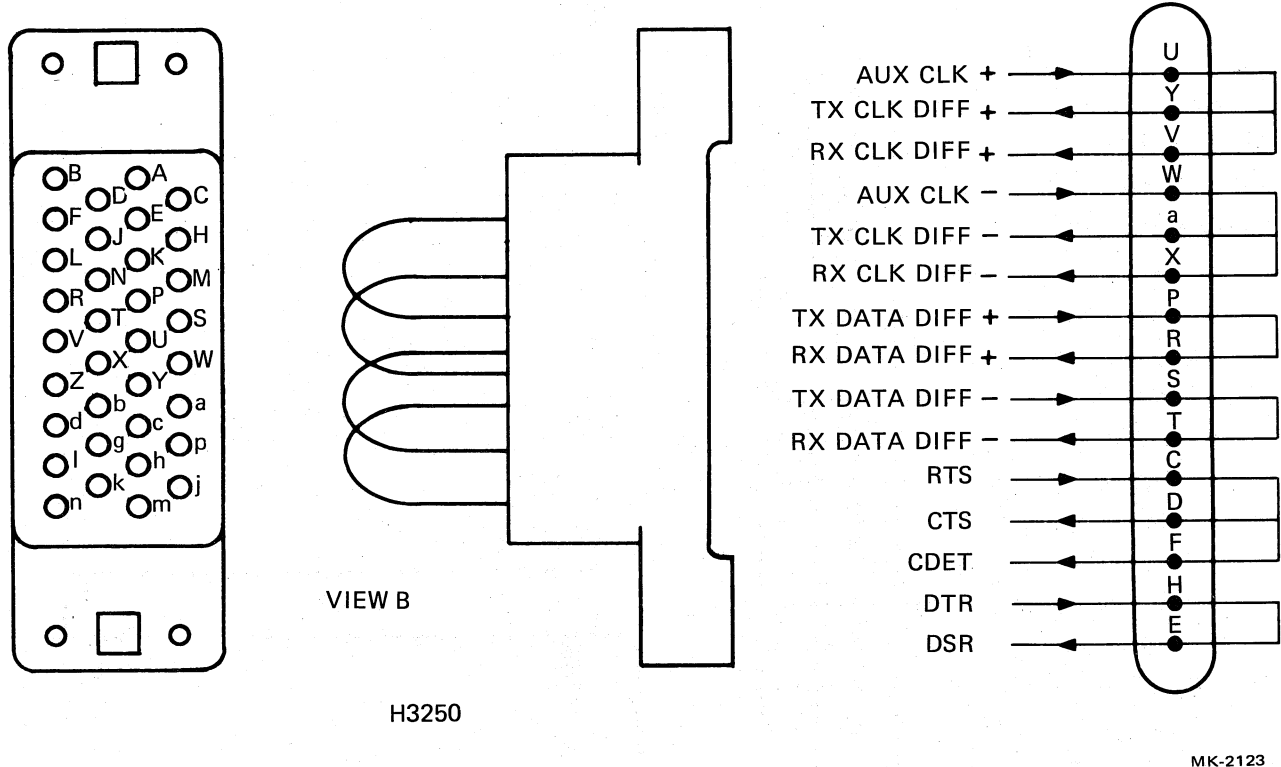 B A
D C
F E
J H
L K
N M
R P
T S
V U
X W
Z Y
b a
d c
g p
l h
k j
n m
VIEW B
H3250
AUX CLK + U
TX CLK DIFF + Y
RX CLK DIFF + V
AUX CLK − W
TX CLK DIFF − a
RX CLK DIFF − X
TX DATA DIFF + P
RX DATA DIFF + R
TX DATA DIFF − S
RX DATA DIFF − T
RTS C
CTS D
CDET F
DTR H
DSR E
MK-2123